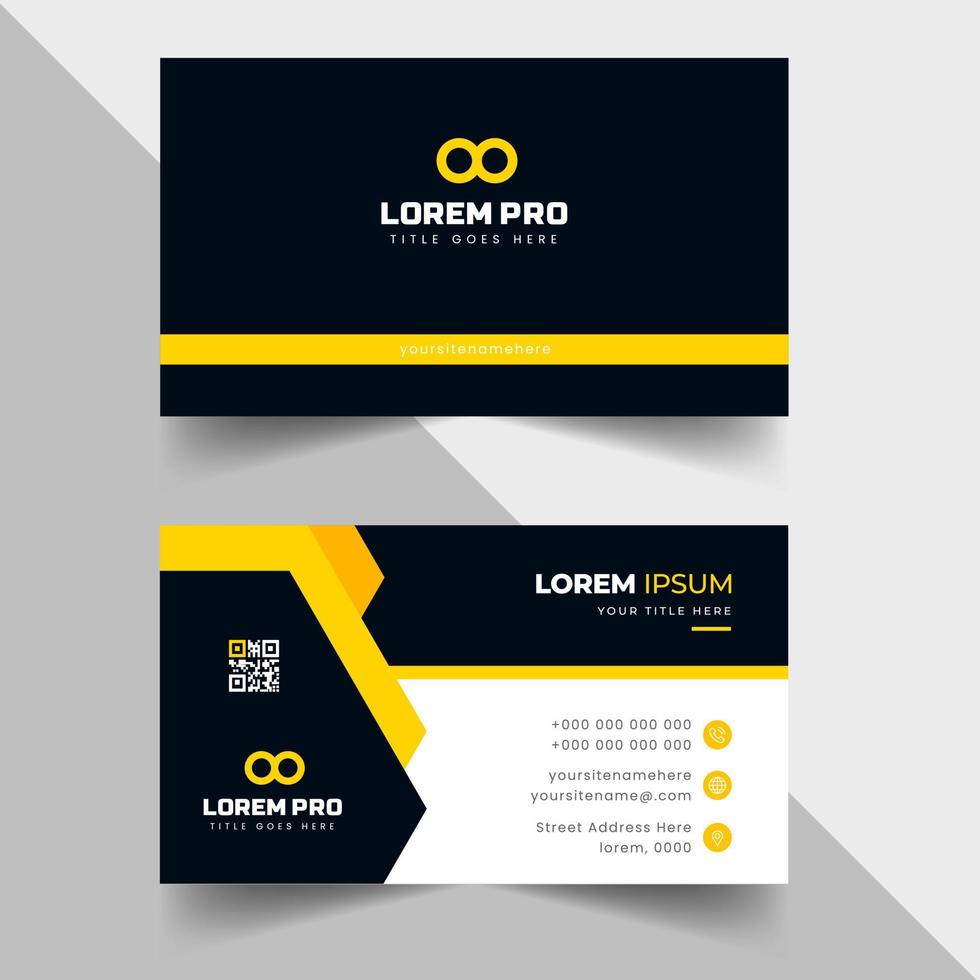 LOREM PRO
TITLE GOES HERE
yoursitenamehere
LOREM IPSUM
YOUR TITLE HERE
LOREM PRO
TITLE GOES HERE
+000 000 000 000
+000 000 000 000
yoursitenamehere
yoursitename@/com
Street Address Here
lorem, 0000